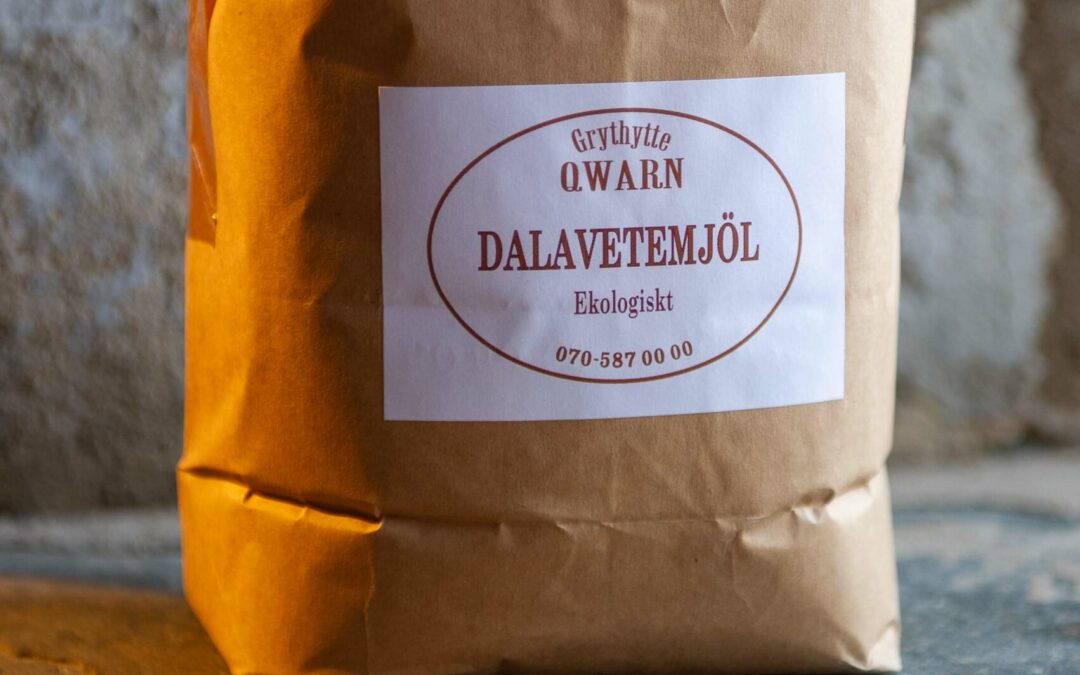 Grythytte
QWARN
DALAVETEMJÖL
Ekologiskt
070-587 00 00